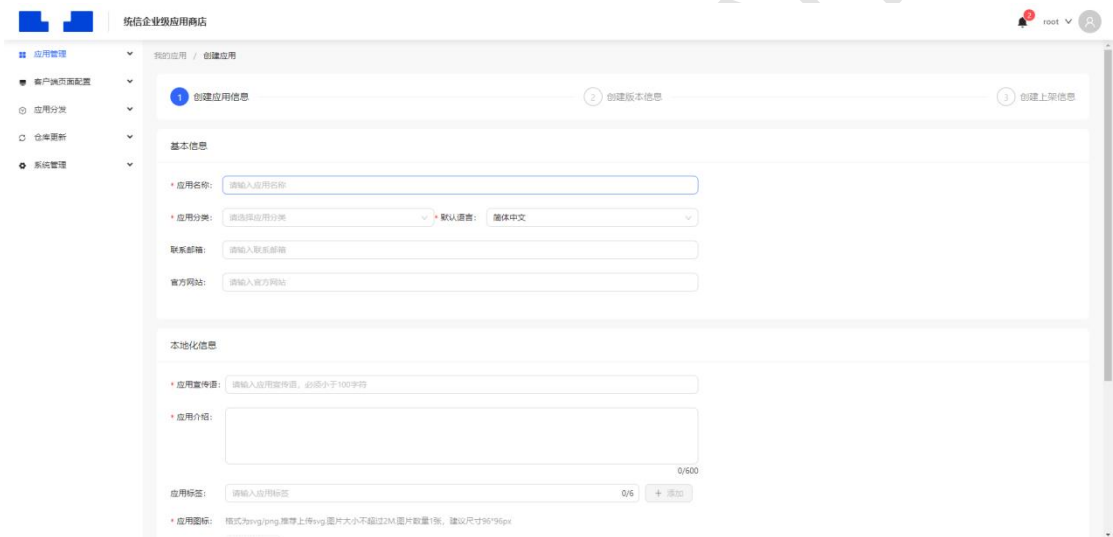 统信企业级应用商店
2
root
应用管理
我的应用 / 创建应用
客户端页面配置
1 创建应用信息
2 创建版本信息
3 创建上架信息
应用分发
仓库更新
系统管理
基本信息
* 应用名称: 请输入应用名称
* 应用分类: 请选择应用分类
* 默认语言: 简体中文
联系邮箱: 请输入联系邮箱
官方网站: 请输入官方网站
本地化信息
* 应用宣传语: 请输入应用宣传语，必须小于100字符
* 应用介绍:
0/600
应用标签: 请输入应用标签 0/6 + 添加
* 应用图标: 格式为svg/png,推荐上传svg,图片大小不超过2M,图片数量1张，建议尺寸96*96px